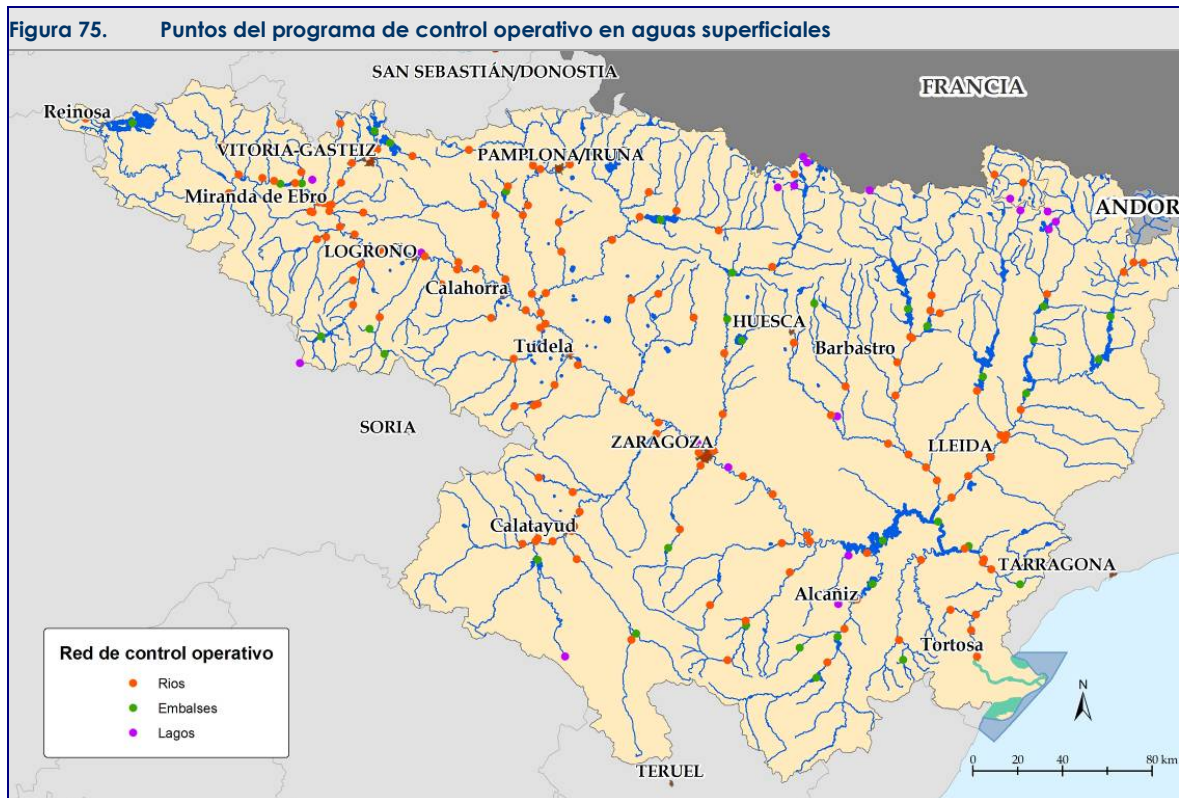 Figura 75. Puntos del programa de control operativo en aguas superficiales
SAN SEBASTIÁN/DONOSTIA
FRANCIA
Reinosa
VITORIA-GASTEIZ
PAMPLONA/IRUÑA
Miranda de Ebro
ANDOR
LOGROÑO
Calahorra
HUESCA
Tudela
Barbastro
SORIA
ZARAGOZA
LLEIDA
Calatayud
TARRAGONA
Alcañiz
Tortosa
Red de control operativo
Rios
Embalses
Lagos
N
0 20 40 80 km
TERUEL